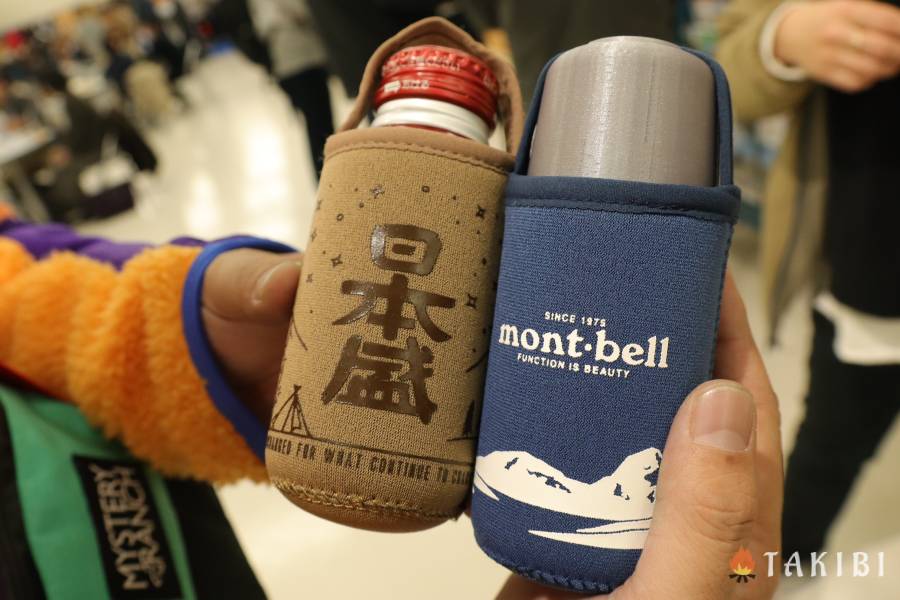 日本盛
FOR WHAT CONTINUE TO
SINCE 1975
mont·bell
FUNCTION IS BEAUTY
MYSTERY
RANCH
TAKIBI